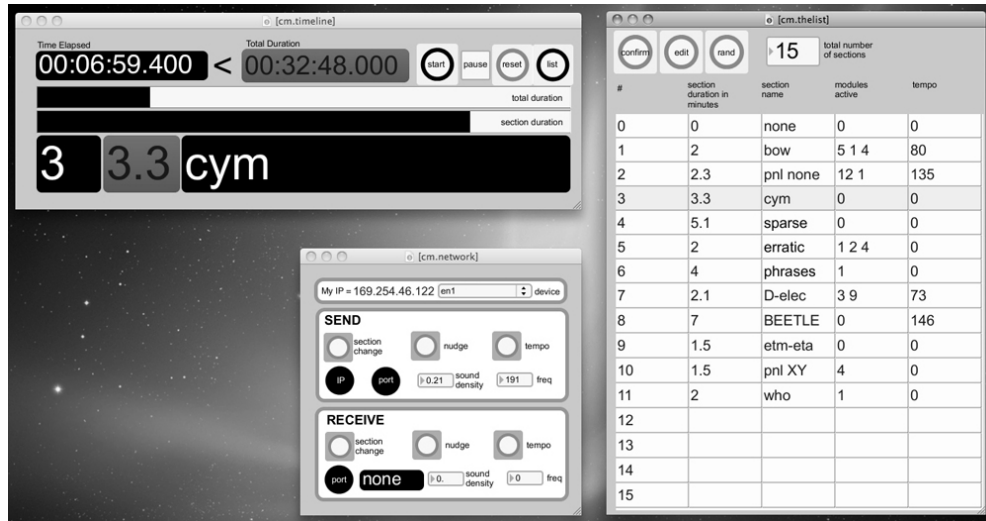 [cm.timeline]
Time Elapsed
Total Duration
00:06:59.400 < 00:32:48.000 start pause reset list
total duration
section duration
3 3.3 cym
[cm.network]
My IP = 169.254.46.122 en1 device
SEND
section change nudge tempo
IP port 0.21 sound density 191 freq
RECEIVE
section change nudge tempo
port none 0. sound density 0 freq
[cm.thelist]
confirm edit rand 15 total number of sections
# section duration in minutes section name modules active tempo
0 0 none 0 0
1 2 bow 5 1 4 80
2 2.3 pnl none 12 1 135
3 3.3 cym 0 0
4 5.1 sparse 0 0
5 2 erratic 1 2 4 0
6 4 phrases 1 0
7 2.1 D-elec 3 9 73
8 7 BEETLE 0 146
9 1.5 etm-eta 0 0
10 1.5 pnl XY 4 0
11 2 who 1 0
12
13
14
15